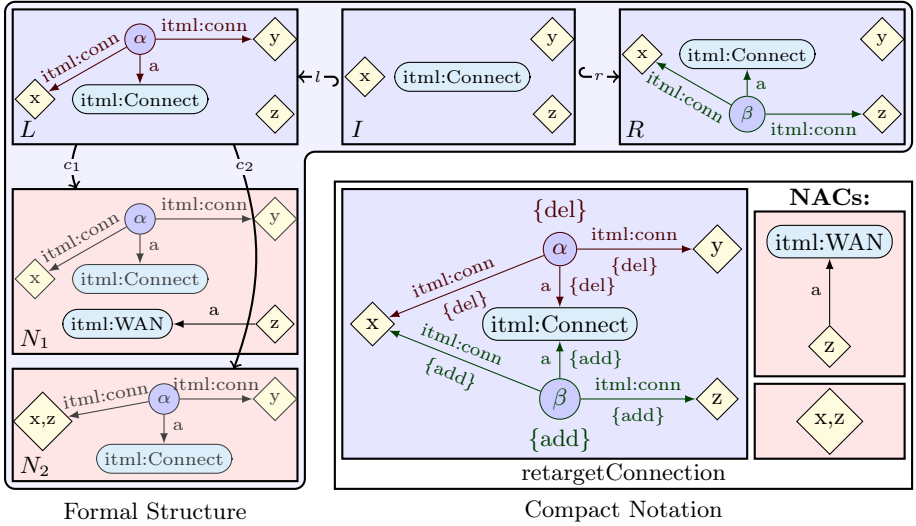 itml:conn
α
itml:conn
y
a
x
itml:Connect
z
L
l
x
itml:Connect
y
z
I
r
x
itml:Connect
y
itml:conn
a
β
itml:conn
z
R
c1
c2
itml:conn
α
itml:conn
y
a
x
itml:Connect
itml:WAN
a
z
N1
itml:conn
α
itml:conn
y
x,z
a
itml:Connect
N2
Formal Structure
{del}
α
itml:conn
y
itml:conn
{del}
a
{del}
{del}
x
itml:Connect
itml:conn
a
{add}
{add}
β
itml:conn
z
{add}
{add}
retargetConnection
NACs:
itml:WAN
a
z
x,z
Compact Notation